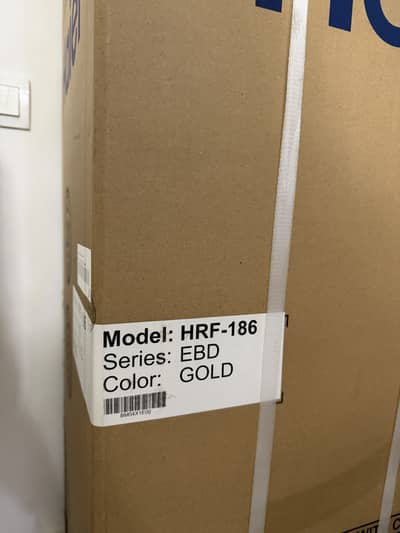 Model: HRF-186
Series: EBD
Color: GOLD